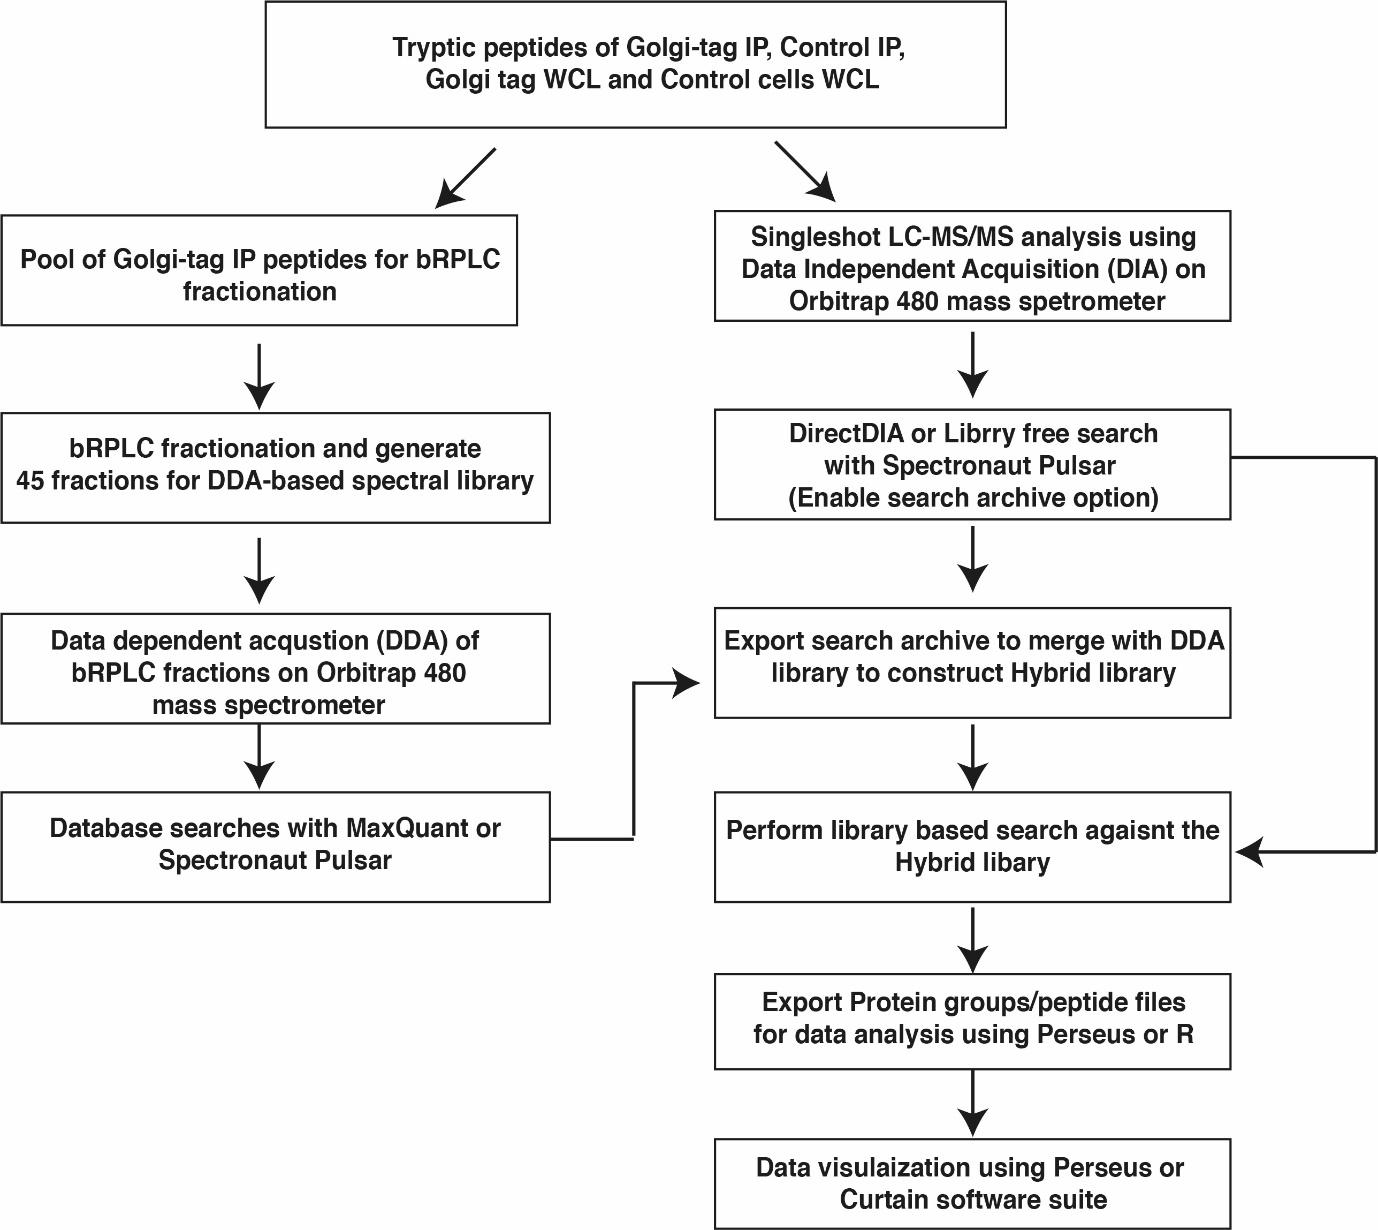 Tryptic peptides of Golgi-tag IP, Control IP,
Golgi tag WCL and Control cells WCL
Pool of Golgi-tag IP peptides for bRPLC
fractionation
bRPLC fractionation and generate
45 fractions for DDA-based spectral library
Data dependent acqustion (DDA) of
bRPLC fractions on Orbitrap 480
mass spectrometer
Database searches with MaxQuant or
Spectronaut Pulsar
Singleshot LC-MS/MS analysis using
Data Independent Acquisition (DIA) on
Orbitrap 480 mass spetrometer
DirectDIA or Librry free search
with Spectronaut Pulsar
(Enable search archive option)
Export search archive to merge with DDA
library to construct Hybrid library
Perform library based search agaisnt the
Hybrid libary
Export Protein groups/peptide files
for data analysis using Perseus or R
Data visulaization using Perseus or
Curtain software suite